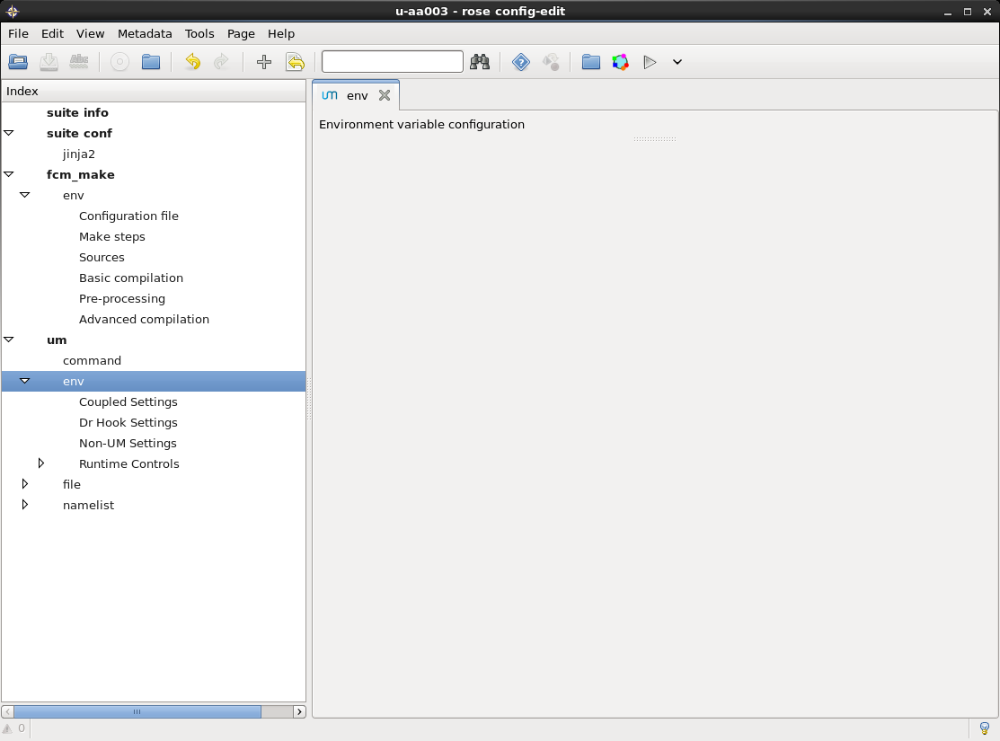 u-aa003 - rose config-edit
File Edit View Metadata Tools Page Help
Index
suite info
suite conf
jinja2
fcm_make
env
Configuration file
Make steps
Sources
Basic compilation
Pre-processing
Advanced compilation
um
command
env
Coupled Settings
Dr Hook Settings
Non-UM Settings
Runtime Controls
file
namelist
um env
Environment variable configuration
0